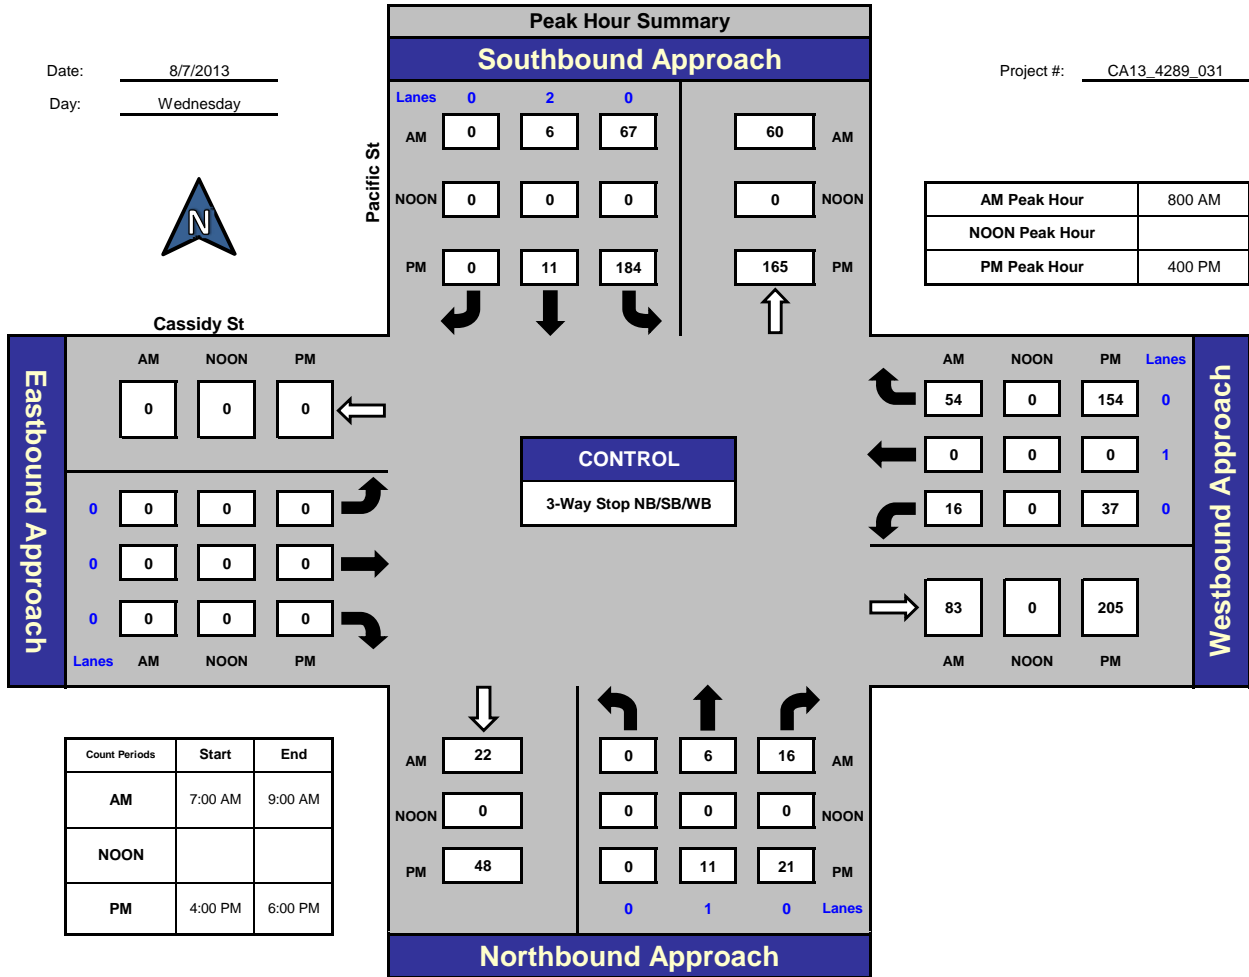 Peak Hour Summary
Southbound Approach
Date: 8/7/2013
Project #: CA13_4289_031
Day: Wednesday
Lanes 0 2 0
AM 0 6 67 60 AM
Pacific St
N
NOON 0 0 0 0 NOON
AM Peak Hour 800 AM
NOON Peak Hour
PM Peak Hour 400 PM
PM 0 11 184 165 PM
Cassidy St
Eastbound Approach
AM NOON PM
0 0 0
0 0 0 0
0 0 0 0
0 0 0 0
Lanes AM NOON PM
CONTROL
3-Way Stop NB/SB/WB
AM NOON PM Lanes
54 0 154 0
0 0 0 1
16 0 37 0
83 0 205
AM NOON PM
Westbound Approach
Count Periods Start End
AM 7:00 AM 9:00 AM
NOON
PM 4:00 PM 6:00 PM
AM 22 0 6 16 AM
NOON 0 0 0 0 NOON
PM 48 0 11 21 PM
0 1 0 Lanes
Northbound Approach